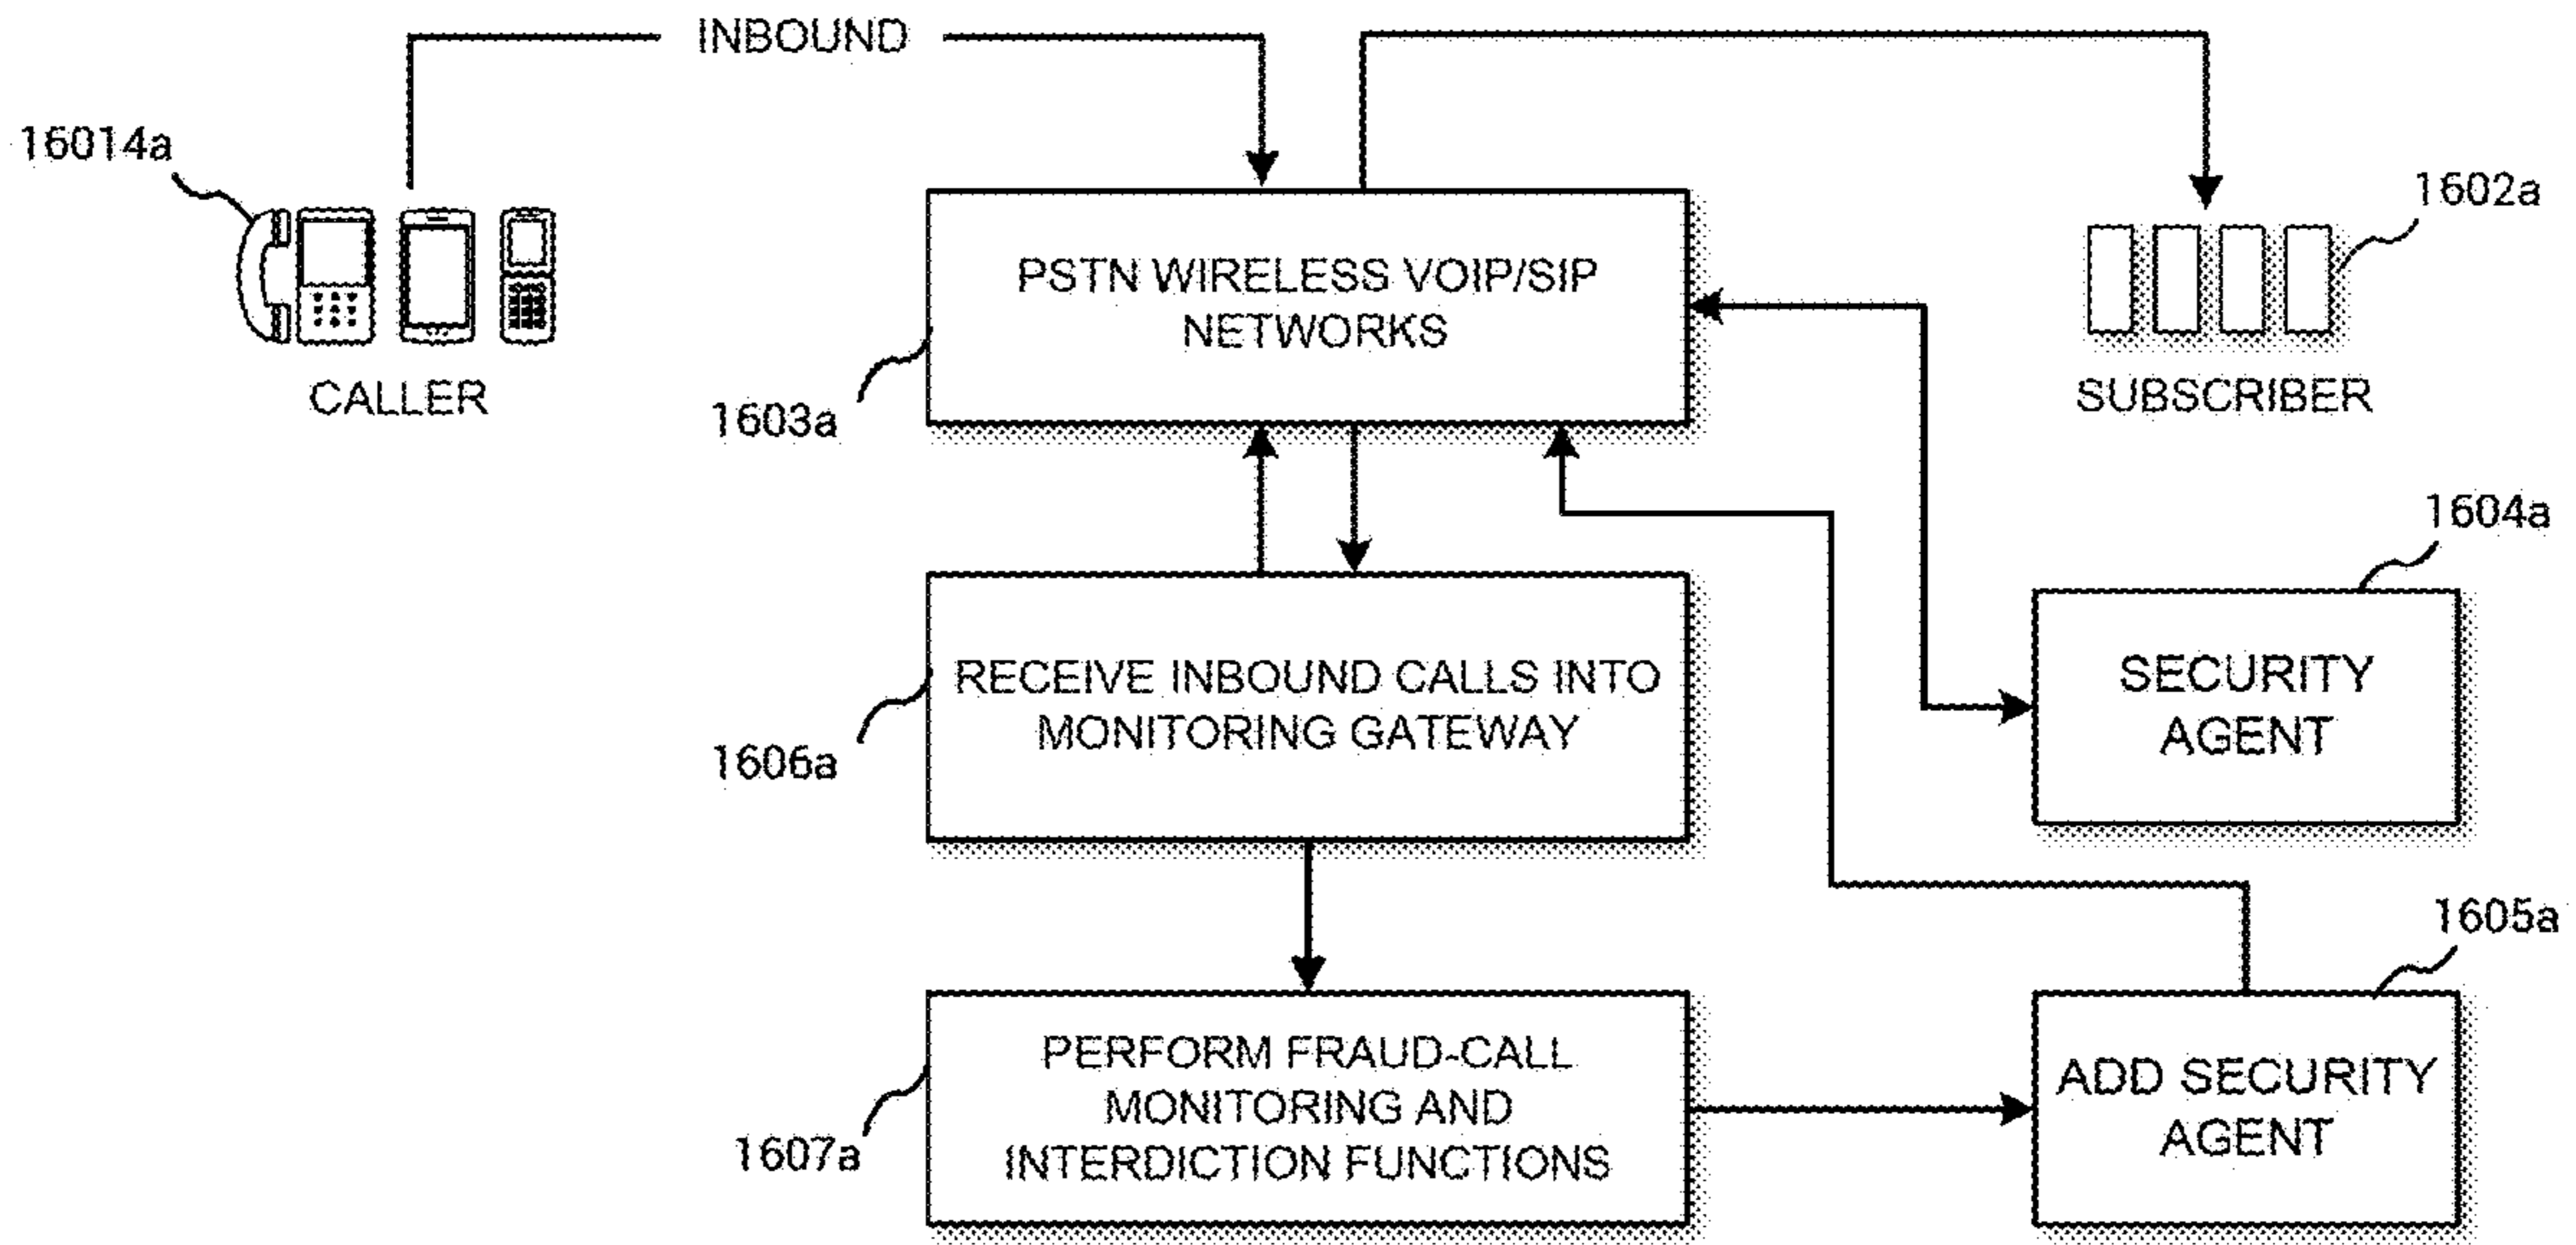 INBOUND
16014a
CALLER
PSTN WIRELESS VOIP/SIP
NETWORKS
1603a
1602a
SUBSCRIBER
1604a
SECURITY
AGENT
RECEIVE INBOUND CALLS INTO
MONITORING GATEWAY
1606a
1605a
ADD SECURITY
AGENT
PERFORM FRAUD-CALL
MONITORING AND
INTERDICTION FUNCTIONS
1607a